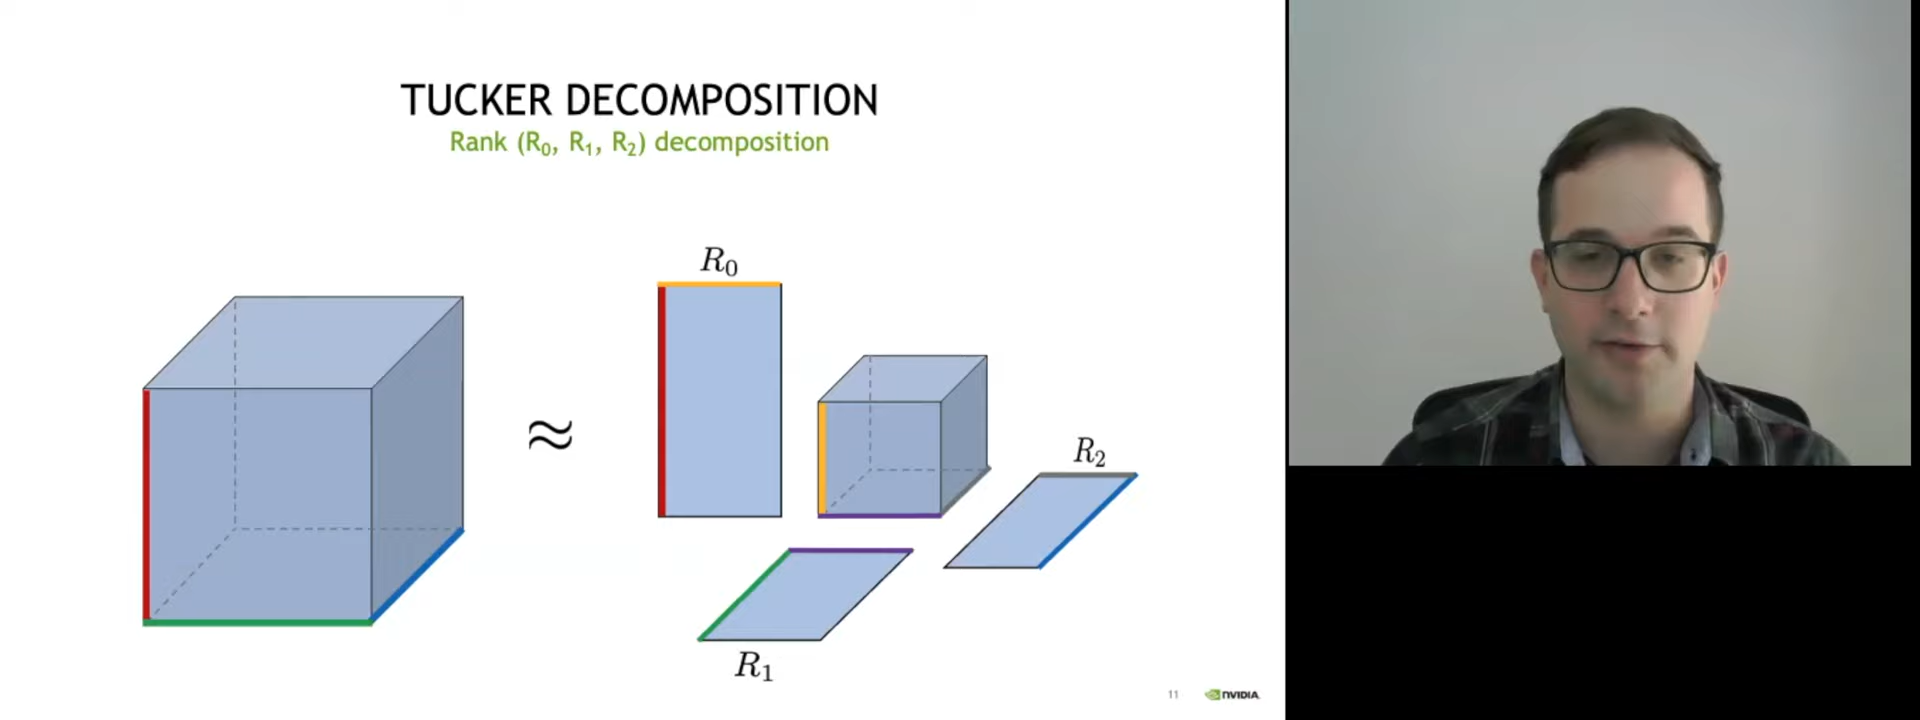 TUCKER DECOMPOSITION
Rank (R₀, R₁, R₂) decomposition
R₀
≈
R₂
R₁
11 NVIDIA.